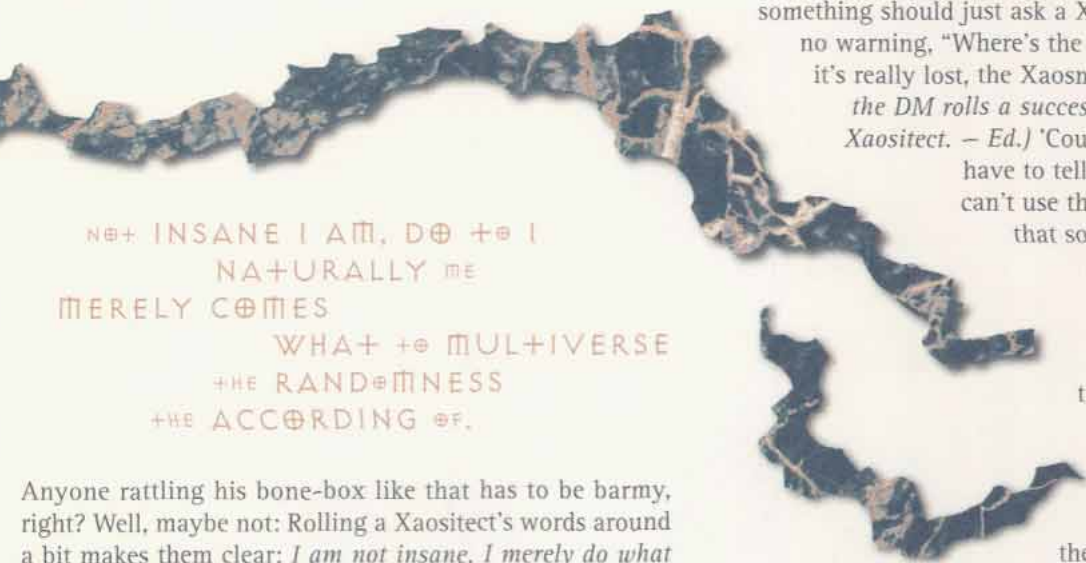 NOT INSANE I AM, DO TO I
NATURALLY ME
MERELY COMES
WHAT TO MULTIVERSE
THE RANDOMNESS
THE ACCORDING OF.
Anyone rattling his bone-box like that has to be barmy,
right? Well, maybe not: Rolling a Xaositect's words around
a bit makes them clear: I am not insane, I merely do what
something should just ask a X
no warning, "Where's the
it's really lost, the Xaosm
the DM rolls a succes
Xaositect. – Ed.) 'Cou
have to tell
can't use th
that so
t
the